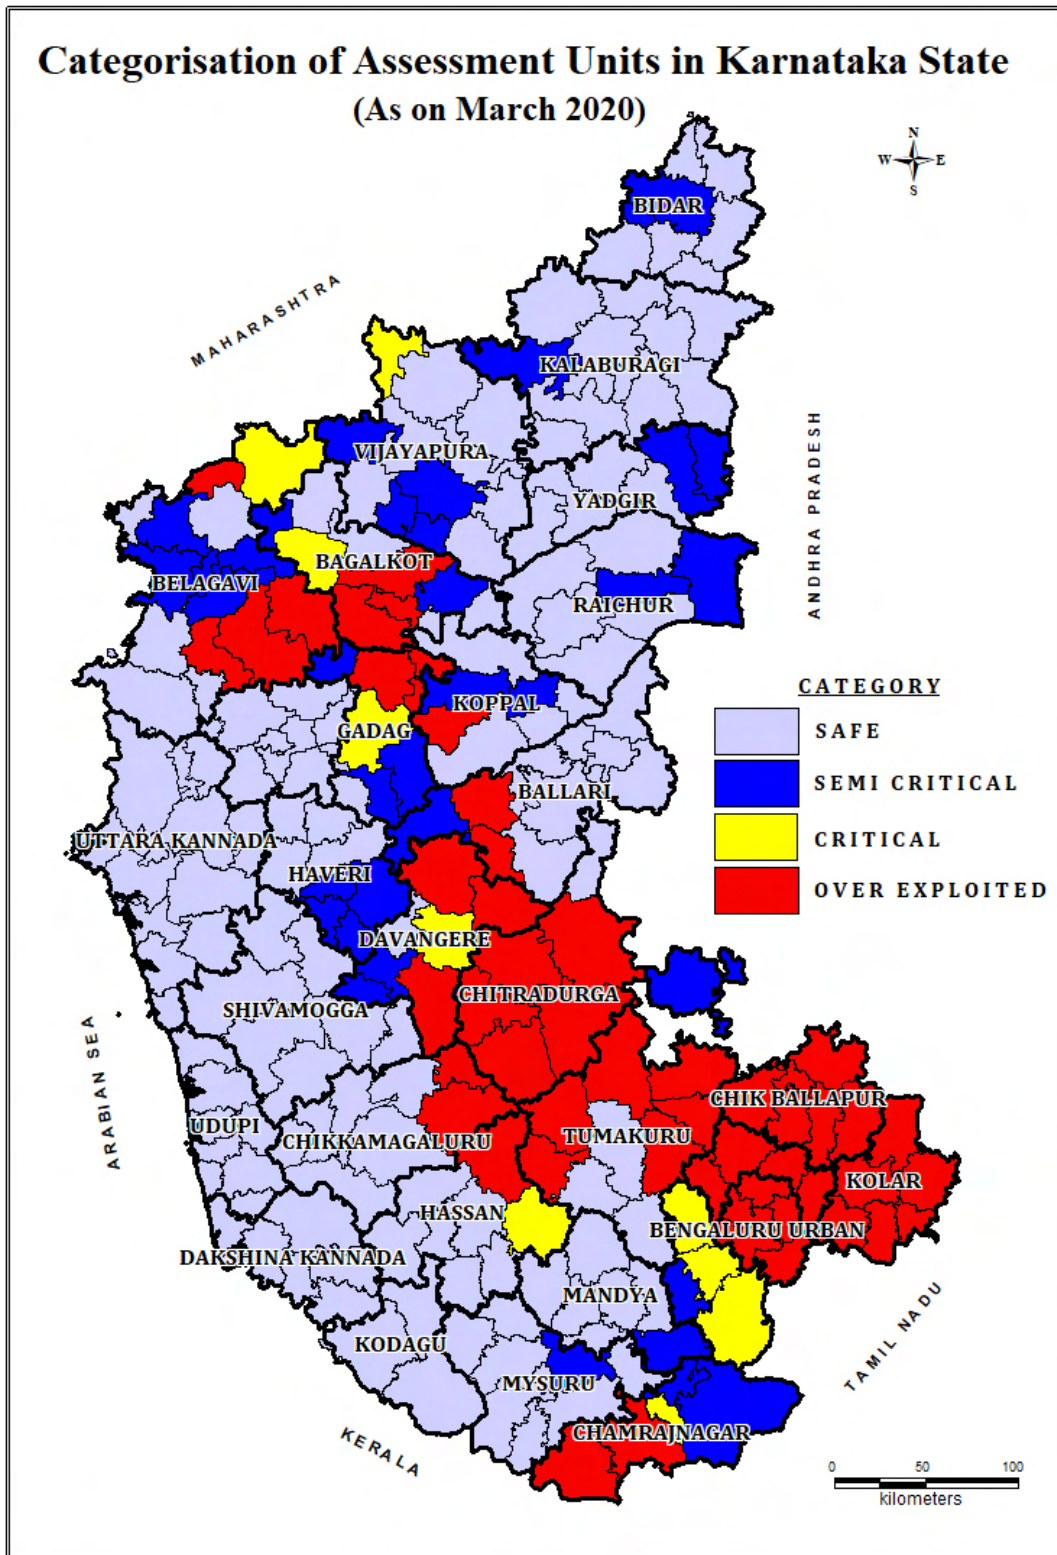 Categorisation of Assessment Units in Karnataka State
(As on March 2020)
N
W E
S
BIDAR
MAHARASHTRA
KALABURAGI
VIJAYAPURA
YADGIR
ANDHRA PRADESH
BAGALKOT
BELAGAVI
RAICHUR
CATEGORY
KOPPAL
GADAG
SAFE
SEMI CRITICAL
BALLARI
UTTARA KANNADA
CRITICAL
HAVERI
OVER EXPLOITED
DAVANGERE
CHITRADURGA
SHIVAMOGGA
ARABIAN SEA
CHIK BALLAPUR
UDUPI
CHIKKAMAGALURU
TUMAKURU
KOLAR
HASSAN
BENGALURU URBAN
DAKSHINA KANNADA
MANDYA
TAMIL NADU
KODAGU
MYSURU
CHAMRAJNAGAR
KERALA
0 50 100
kilometers